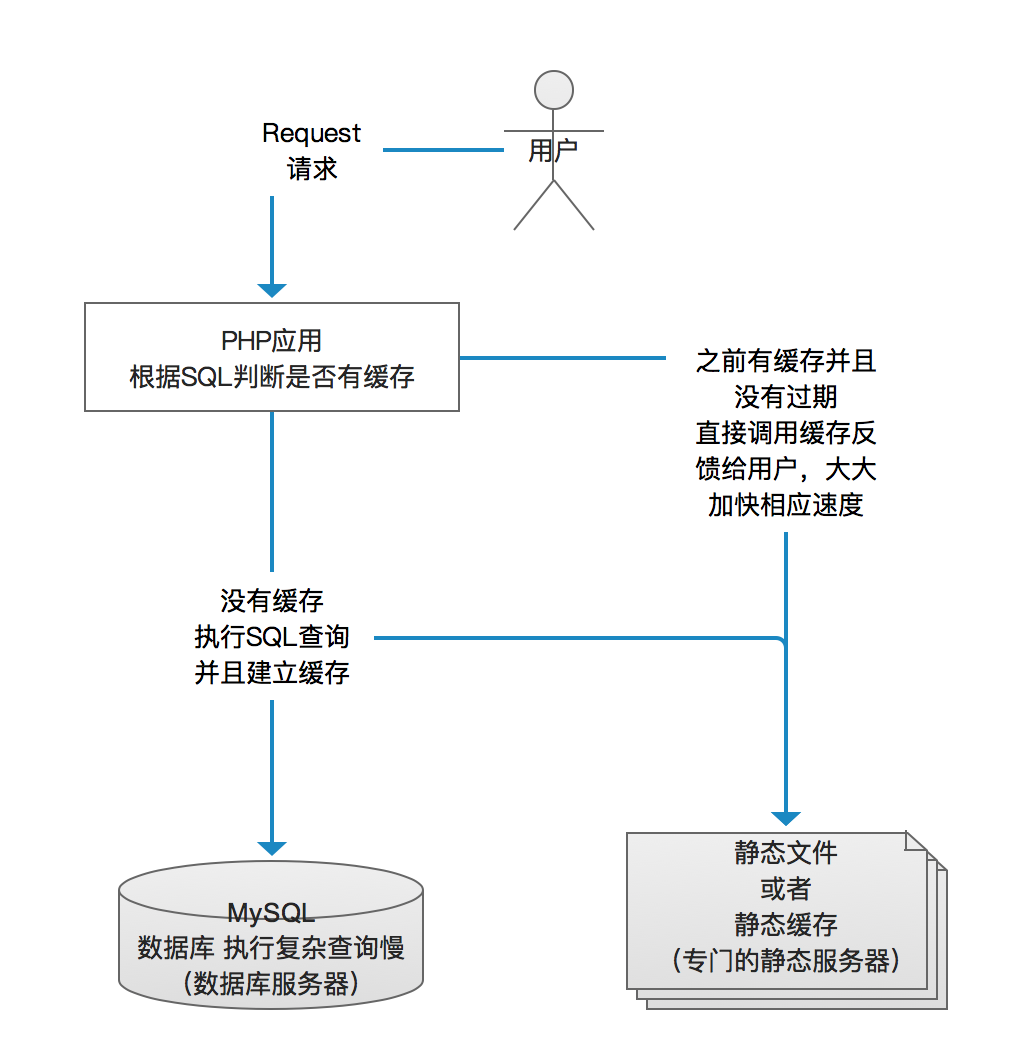 Request
请求
用户
PHP应用
根据SQL判断是否有缓存
之前有缓存并且
没有过期
直接调用缓存反
馈给用户，大大
加快相应速度
没有缓存
执行SQL查询
并且建立缓存
MySQL
数据库 执行复杂查询慢
（数据库服务器）
静态文件
或者
静态缓存
（专门的静态服务器）